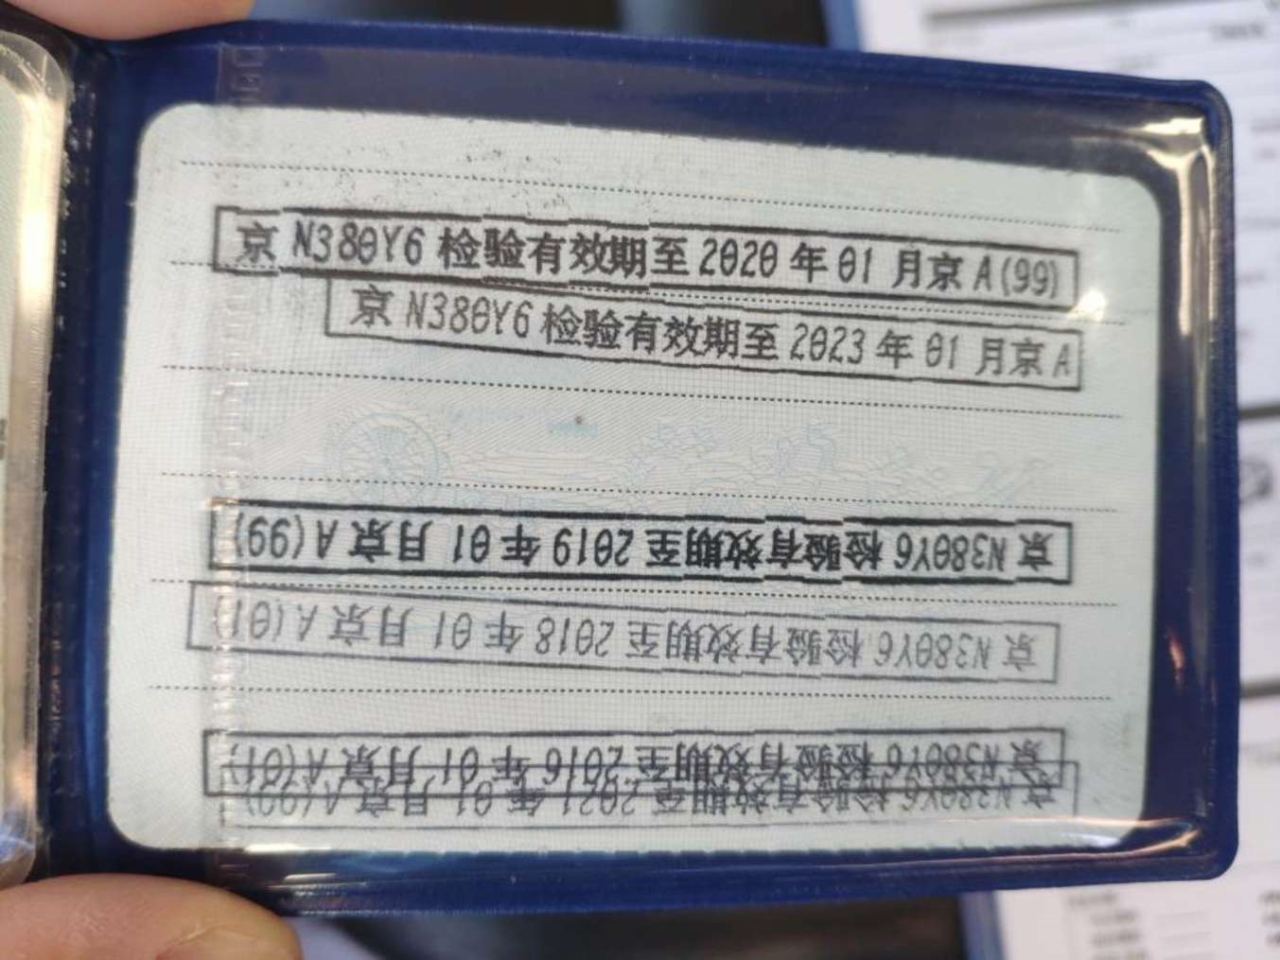 京 N380Y6 检验有效期至 2020 年 01 月京 A(99)
京 N380Y6 检验有效期至 2023 年 01 月京 A
京 N380Y6 检验有效期至 2019 年 01 月京 A(99)
京 N380Y6 检验有效期至 2018 年 01 月京 A(01)
京 N380Y6 检验有效期至 2016 年 01 月京 A(01)
京 N380Y6 检验有效期至 2021 年 01 月京 A(99)